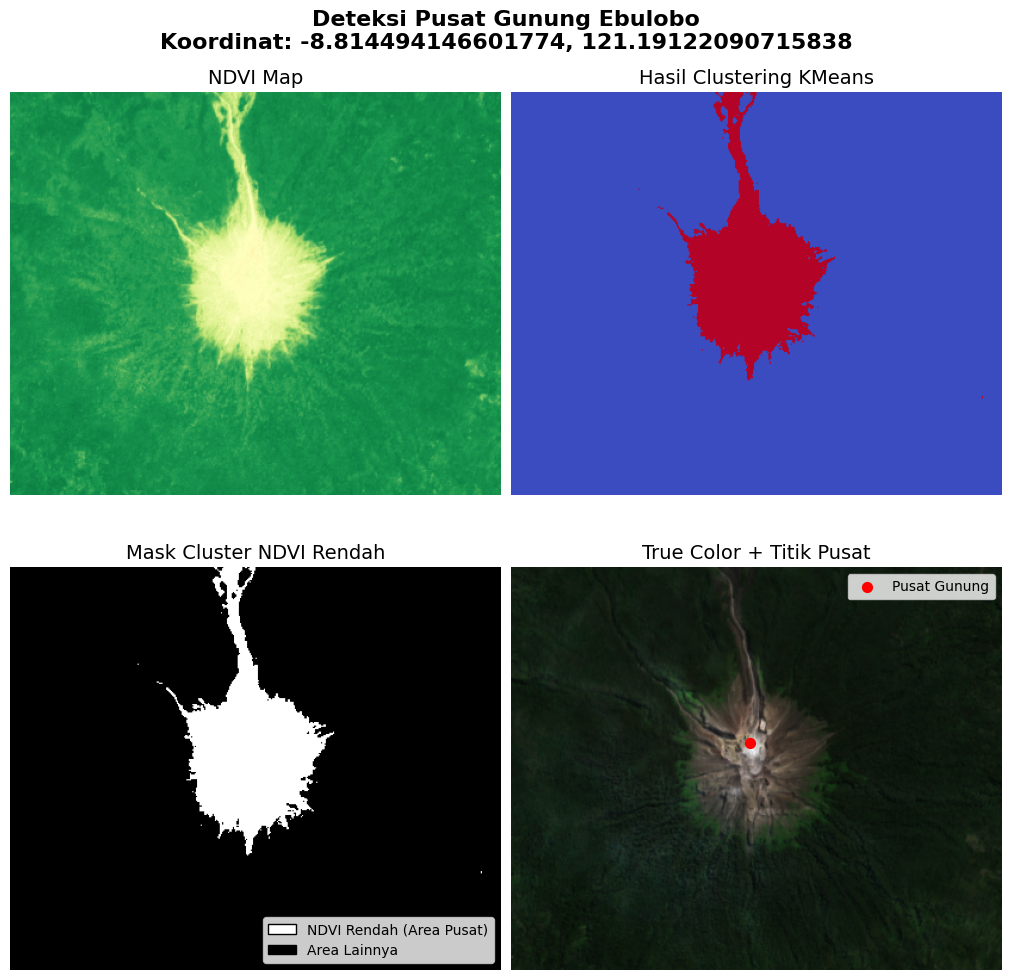 Deteksi Pusat Gunung Ebulobo
Koordinat: -8.814494146601774, 121.19122090715838
NDVI Map
Hasil Clustering KMeans
Mask Cluster NDVI Rendah
True Color + Titik Pusat
Pusat Gunung
NDVI Rendah (Area Pusat)
Area Lainnya